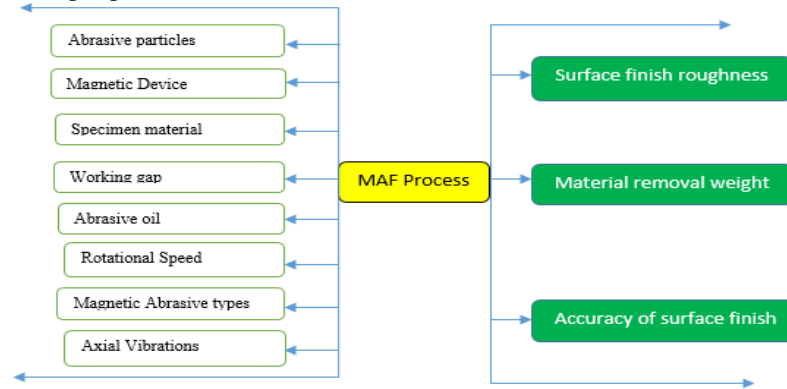 Abrasive particles
Magnetic Device
Specimen material
Working gap
Abrasive oil
Rotational Speed
Magnetic Abrasive types
Axial Vibrations
MAF Process
Surface finish roughness
Material removal weight
Accuracy of surface finish